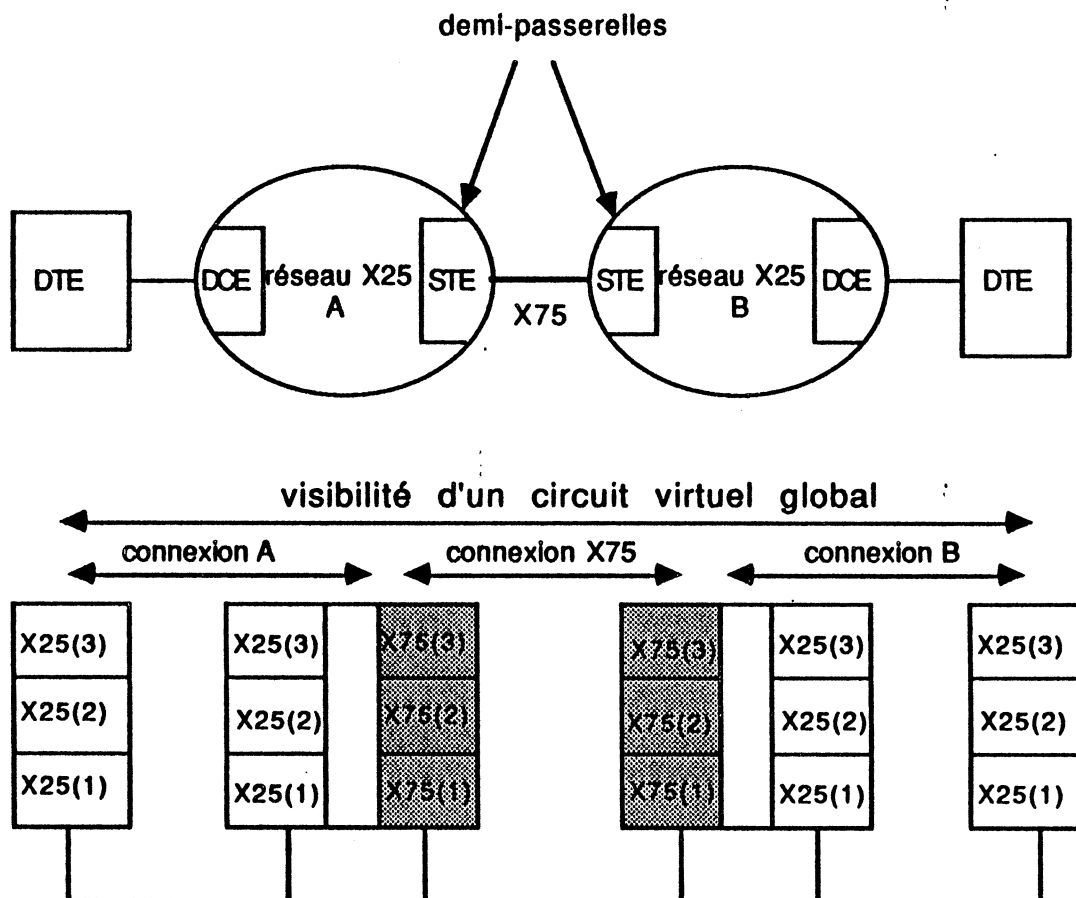 demi-passerelles
DTE
DCE
réseau X25
A
STE
X75
STE
réseau X25
B
DCE
DTE
visibilité d'un circuit virtuel global
connexion A
connexion X75
connexion B
X25(3)
X25(3)
X75(3)
X75(3)
X25(3)
X25(3)
X25(2)
X25(2)
X75(2)
X75(2)
X25(2)
X25(2)
X25(1)
X25(1)
X75(1)
X75(1)
X25(1)
X25(1)